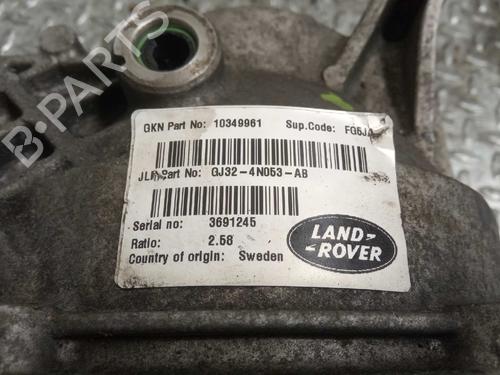 GKN Part No: 10349961 Sup.Code: FG5JA
JLR Part No: GJ32-4N053-AB
Serial no: 3691245
Ratio: 2.58
Country of origin: Sweden
LAND-
-ROVER
B-PARTS